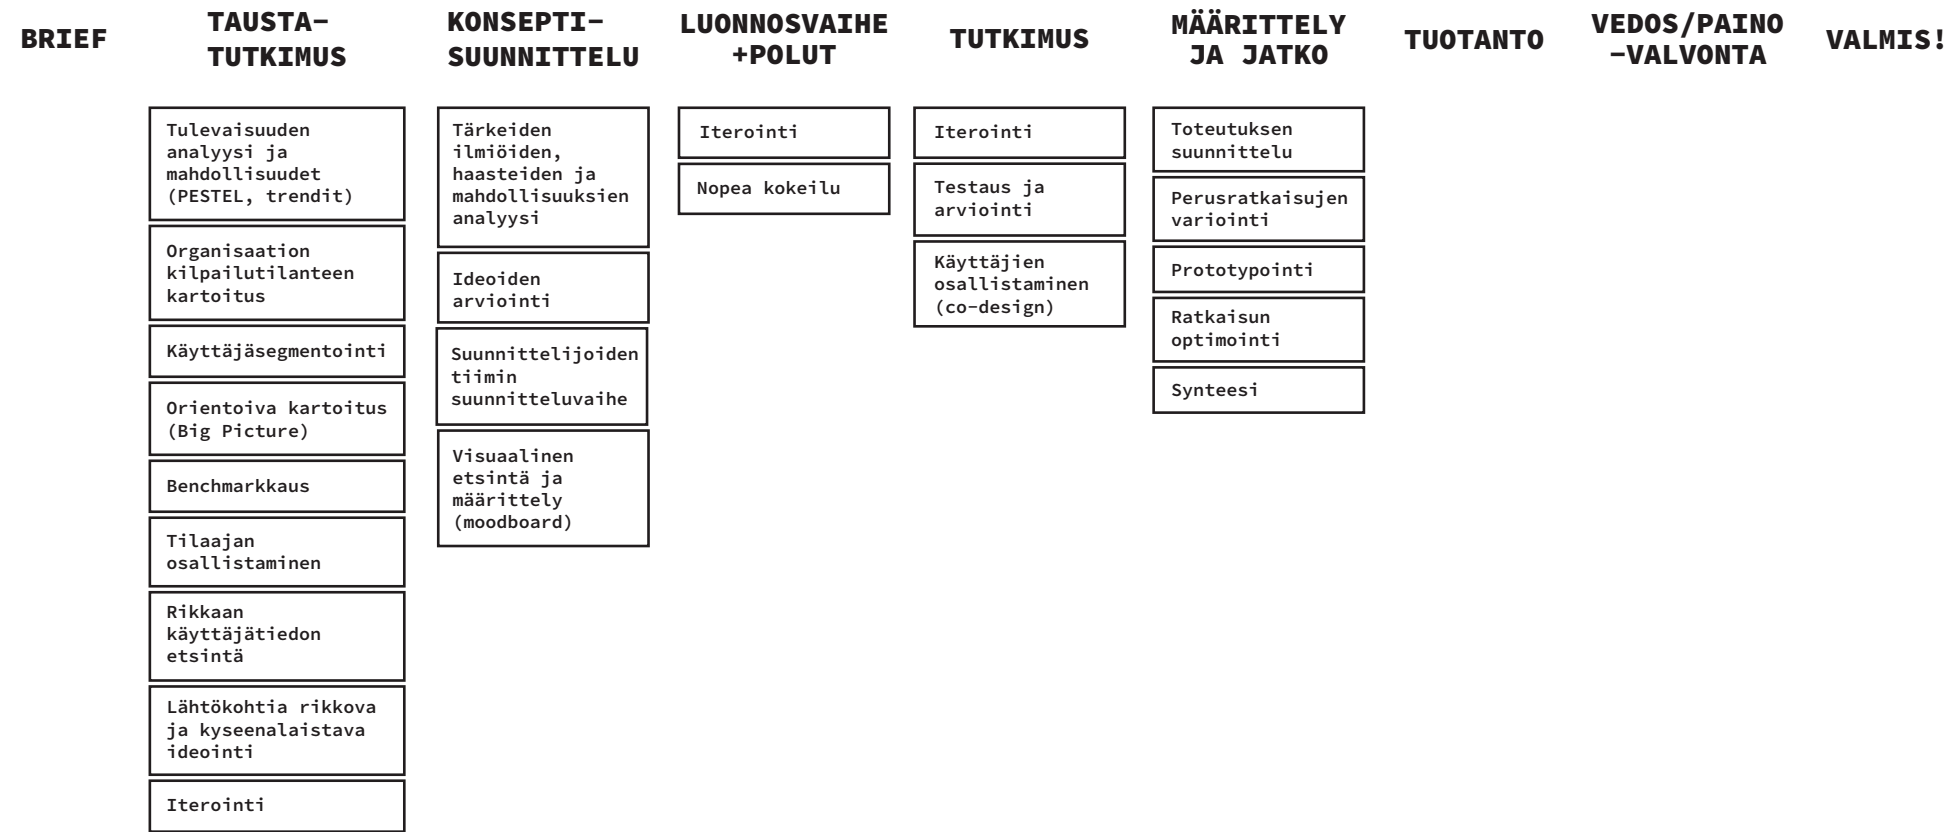 BRIEF
TAUSTA-
TUTKIMUS
KONSEPTI-
SUUNNITTELU
LUONNOSVAIHE
+POLUT
TUTKIMUS
MÄÄRITTELY
JA JATKO
TUOTANTO
VEDOS/PAINO
-VALVONTA
VALMIS!
Tulevaisuuden
analyysi ja
mahdollisuudet
(PESTEL, trendit)
Organisaation
kilpailutilanteen
kartoitus
Käyttäjäsegmentointi
Orientoiva kartoitus
(Big Picture)
Benchmarkkaus
Tilaajan
osallistaminen
Rikkaan
käyttäjätiedon
etsintä
Lähtökohtia rikkova
ja kyseenalaistava
ideointi
Iterointi
Tärkeiden
ilmiöiden,
haasteiden ja
mahdollisuuksien
analyysi
Ideoiden
arviointi
Suunnittelijoiden
tiimin
suunnitteluvaihe
Visuaalinen
etsintä ja
määrittely
(moodboard)
Iterointi
Nopea kokeilu
Iterointi
Testaus ja
arviointi
Käyttäjien
osallistaminen
(co-design)
Toteutuksen
suunnittelu
Perusratkaisujen
variointi
Prototypointi
Ratkaisun
optimointi
Synteesi